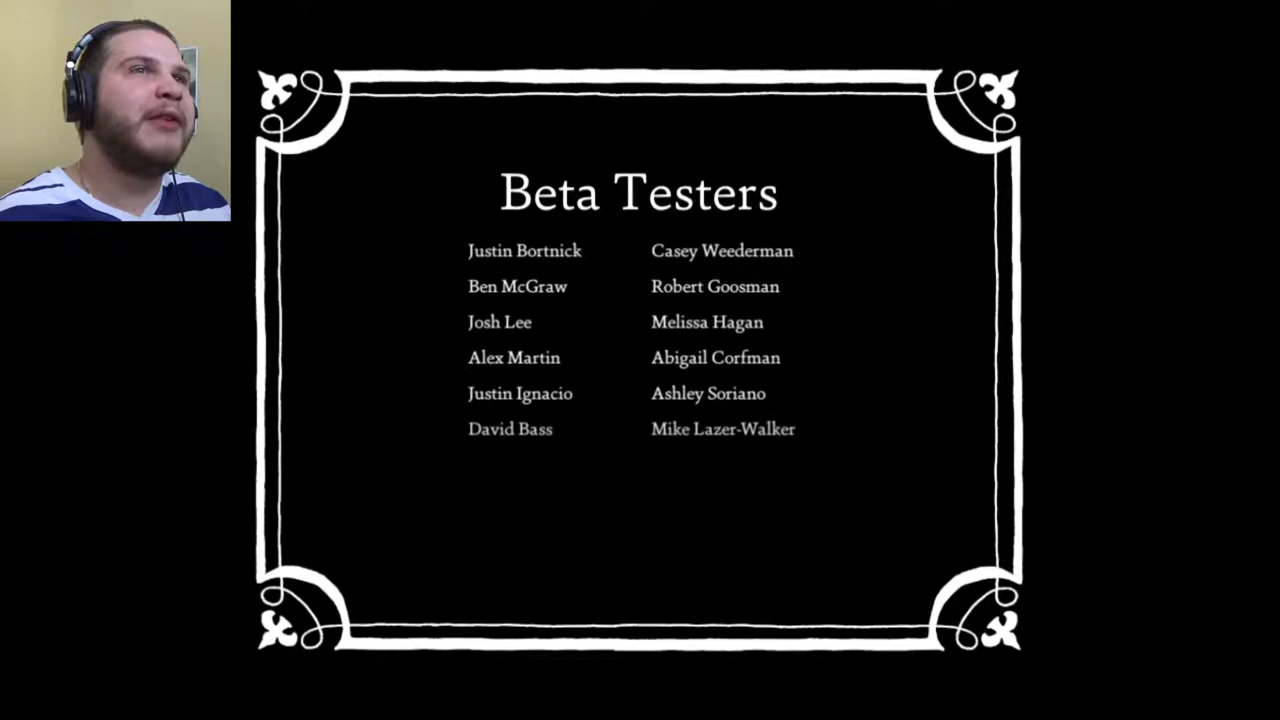 Beta Testers
Justin Bortnick Casey Weederman
Ben McGraw Robert Goosman
Josh Lee Melissa Hagan
Alex Martin Abigail Corfman
Justin Ignacio Ashley Soriano
David Bass Mike Lazer-Walker